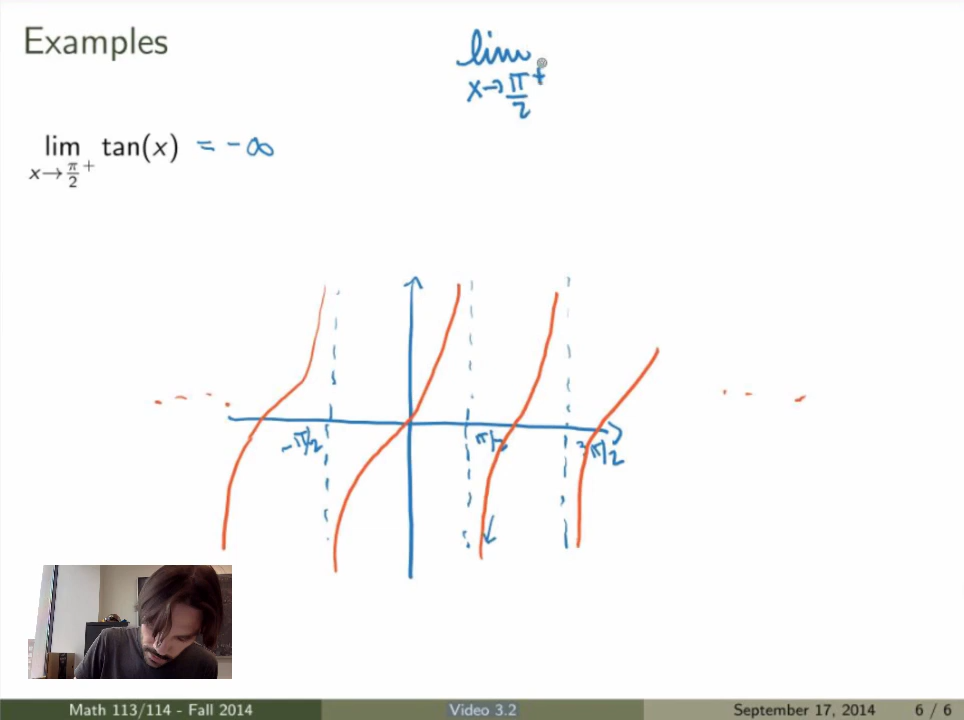 Examples
lim
x→π/2⁺
lim tan(x) = -∞
x→π/2⁺
-π/2
π/2
3π/2
Math 113/114 - Fall 2014
Video 3.2
September 17, 2014
6 / 6